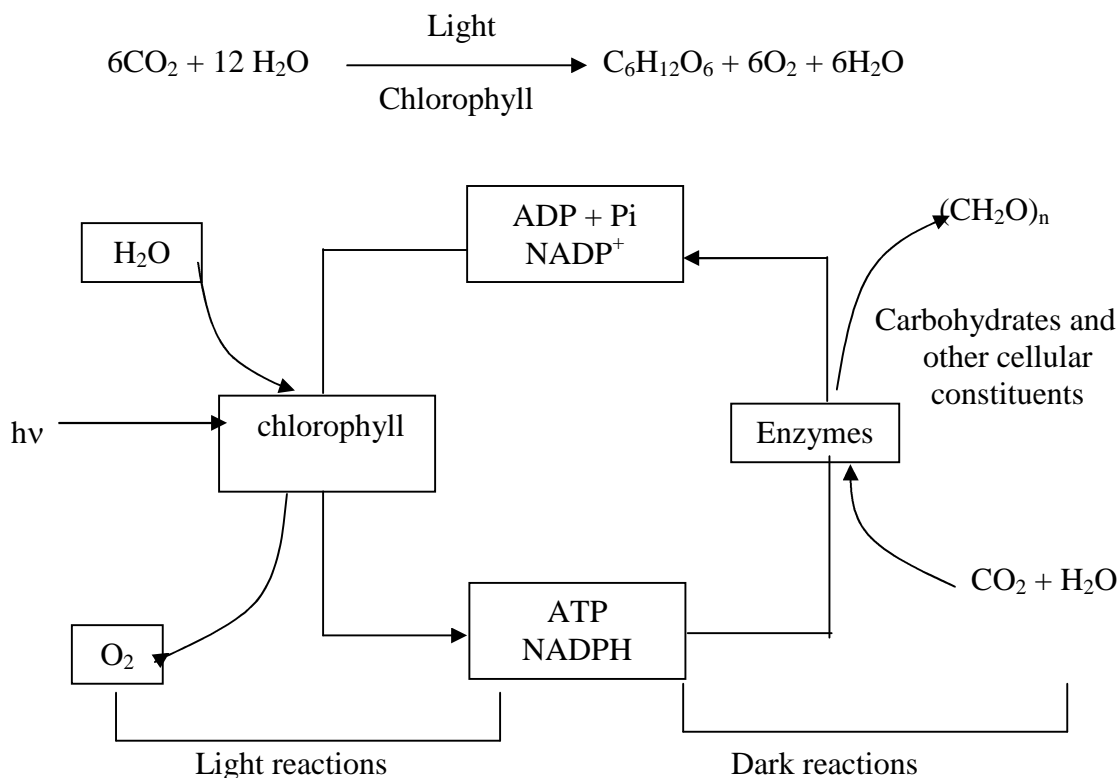 Light
6CO₂ + 12 H₂O C₆H₁₂O₆ + 6O₂ + 6H₂O
Chlorophyll
ADP + Pi
NADP⁺
(CH₂O)ₙ
H₂O
Carbohydrates and
other cellular
constituents
chlorophyll
Enzymes
hν
CO₂ + H₂O
ATP
NADPH
O₂
Light reactions
Dark reactions